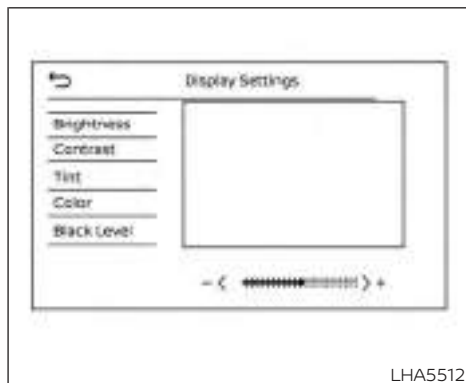 Display Settings
Brightness
Contrast
Tint
Color
Black Level
- < > +
LHA5512